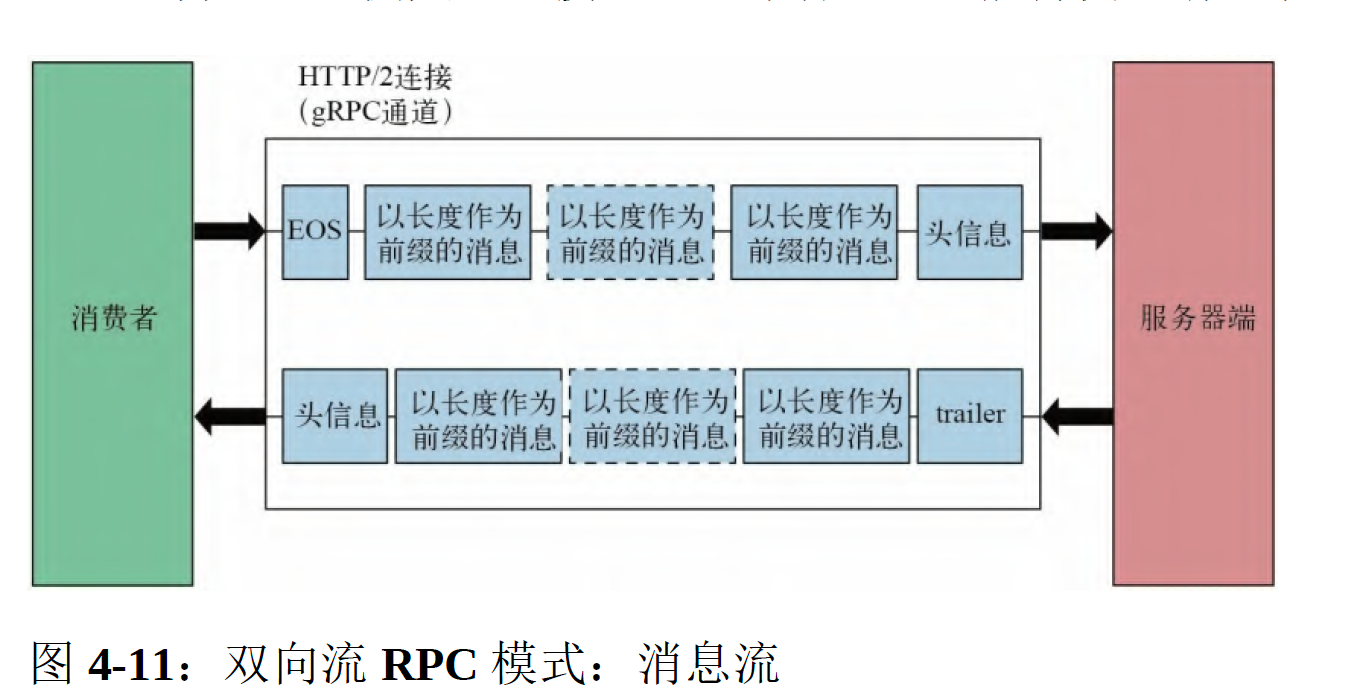 HTTP/2连接
（gRPC通道）
消费者
EOS
以长度作为
前缀的消息
以长度作为
前缀的消息
以长度作为
前缀的消息
头信息
服务器端
头信息
以长度作为
前缀的消息
以长度作为
前缀的消息
以长度作为
前缀的消息
trailer
图 4-11：双向流 RPC 模式：消息流